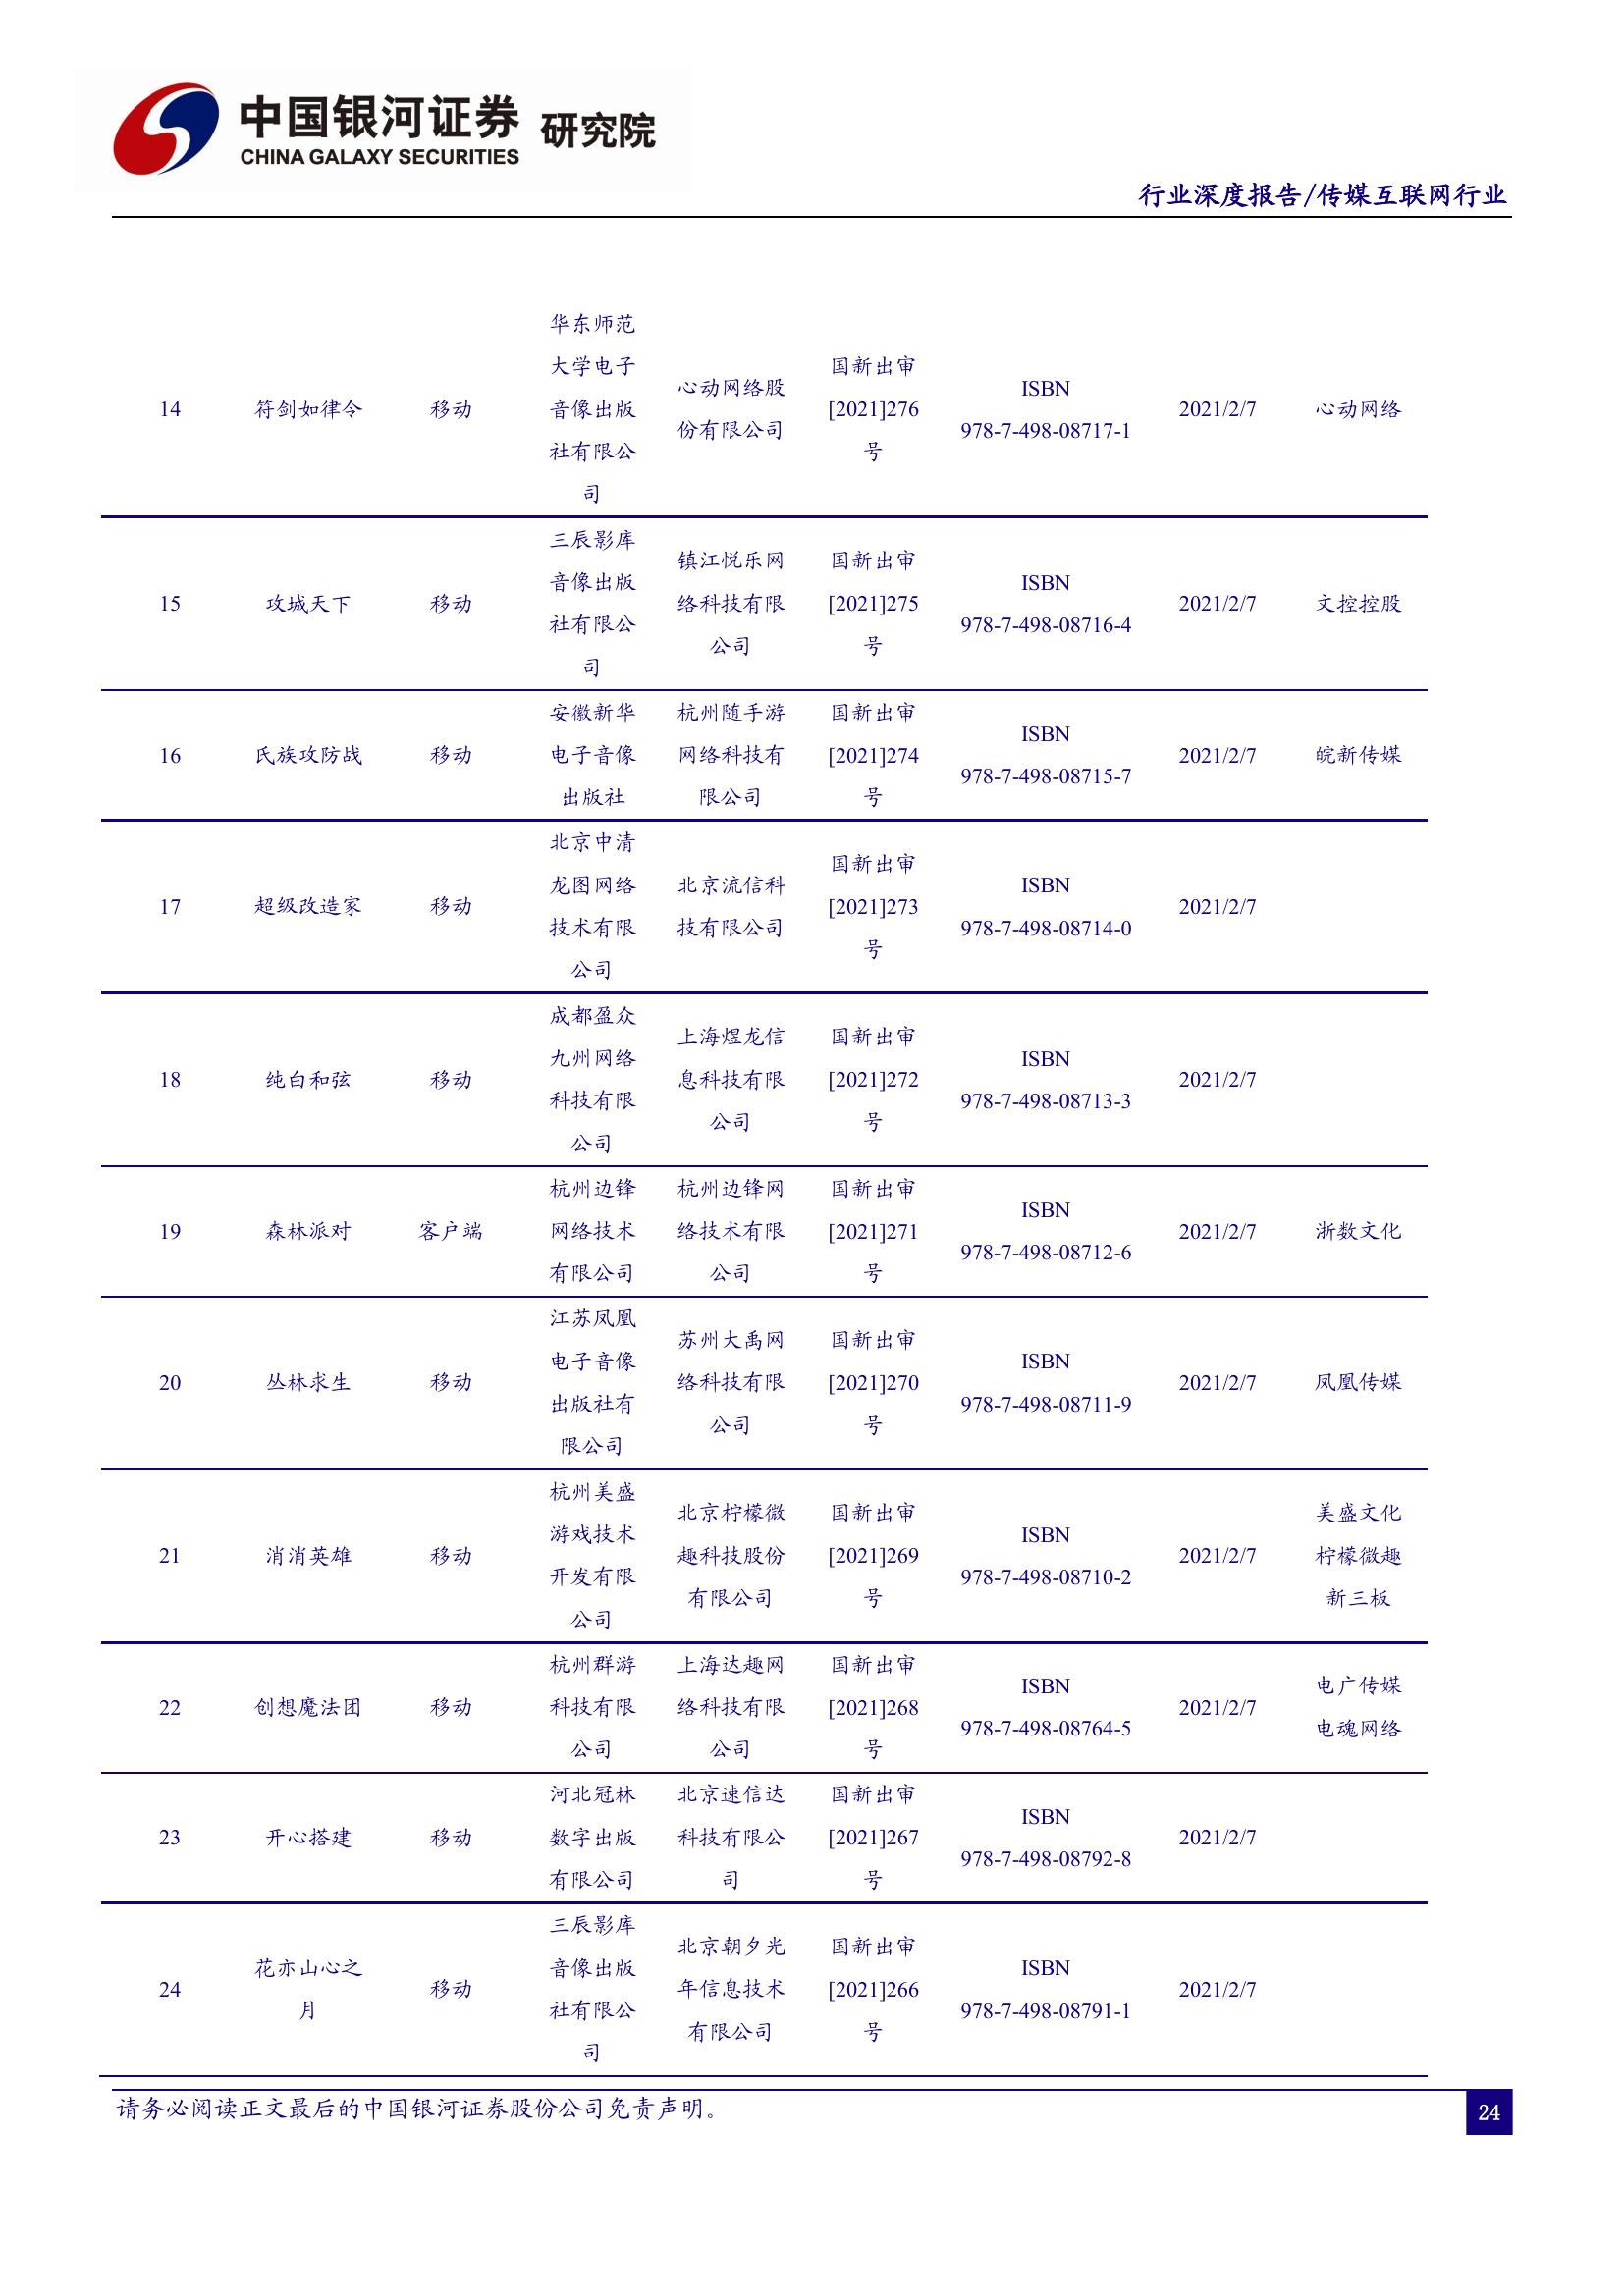 中国银河证券 研究院
CHINA GALAXY SECURITIES
行业深度报告/传媒互联网行业
14 符剑如律令 移动 华东师范大学电子音像出版社有限公司 心动网络股份有限公司 国新出审[2021]276号 ISBN 978-7-498-08717-1 2021/2/7 心动网络
15 攻城天下 移动 三辰影库音像出版社有限公司 镇江悦乐网络科技有限公司 国新出审[2021]275号 ISBN 978-7-498-08716-4 2021/2/7 文控控股
16 氏族攻防战 移动 安徽新华电子音像出版社 杭州随手游网络科技有限公司 国新出审[2021]274号 ISBN 978-7-498-08715-7 2021/2/7 皖新传媒
17 超级改造家 移动 北京中清龙图网络技术有限公司 北京流信科技有限公司 国新出审[2021]273号 ISBN 978-7-498-08714-0 2021/2/7
18 纯白和弦 移动 成都盈众九州网络科技有限公司 上海煜龙信息科技有限公司 国新出审[2021]272号 ISBN 978-7-498-08713-3 2021/2/7
19 森林派对 客户端 杭州边锋网络技术有限公司 杭州边锋网络技术有限公司 国新出审[2021]271号 ISBN 978-7-498-08712-6 2021/2/7 浙数文化
20 丛林求生 移动 江苏凤凰电子音像出版社有限公司 苏州大禹网络科技有限公司 国新出审[2021]270号 ISBN 978-7-498-08711-9 2021/2/7 凤凰传媒
21 消消英雄 移动 杭州美盛游戏技术开发有限公司 北京柠檬微趣科技股份有限公司 国新出审[2021]269号 ISBN 978-7-498-08710-2 2021/2/7 美盛文化 柠檬微趣 新三板
22 创想魔法团 移动 杭州群游科技有限公司 上海达趣网络科技有限公司 国新出审[2021]268号 ISBN 978-7-498-08764-5 2021/2/7 电广传媒 电魂网络
23 开心搭建 移动 河北冠林数字出版有限公司 北京速信达科技有限公司 国新出审[2021]267号 ISBN 978-7-498-08792-8 2021/2/7
24 花亦山心之月 移动 三辰影库音像出版社有限公司 北京朝夕光年信息技术有限公司 国新出审[2021]266号 ISBN 978-7-498-08791-1 2021/2/7
请务必阅读正文最后的中国银河证券股份公司免责声明。
24